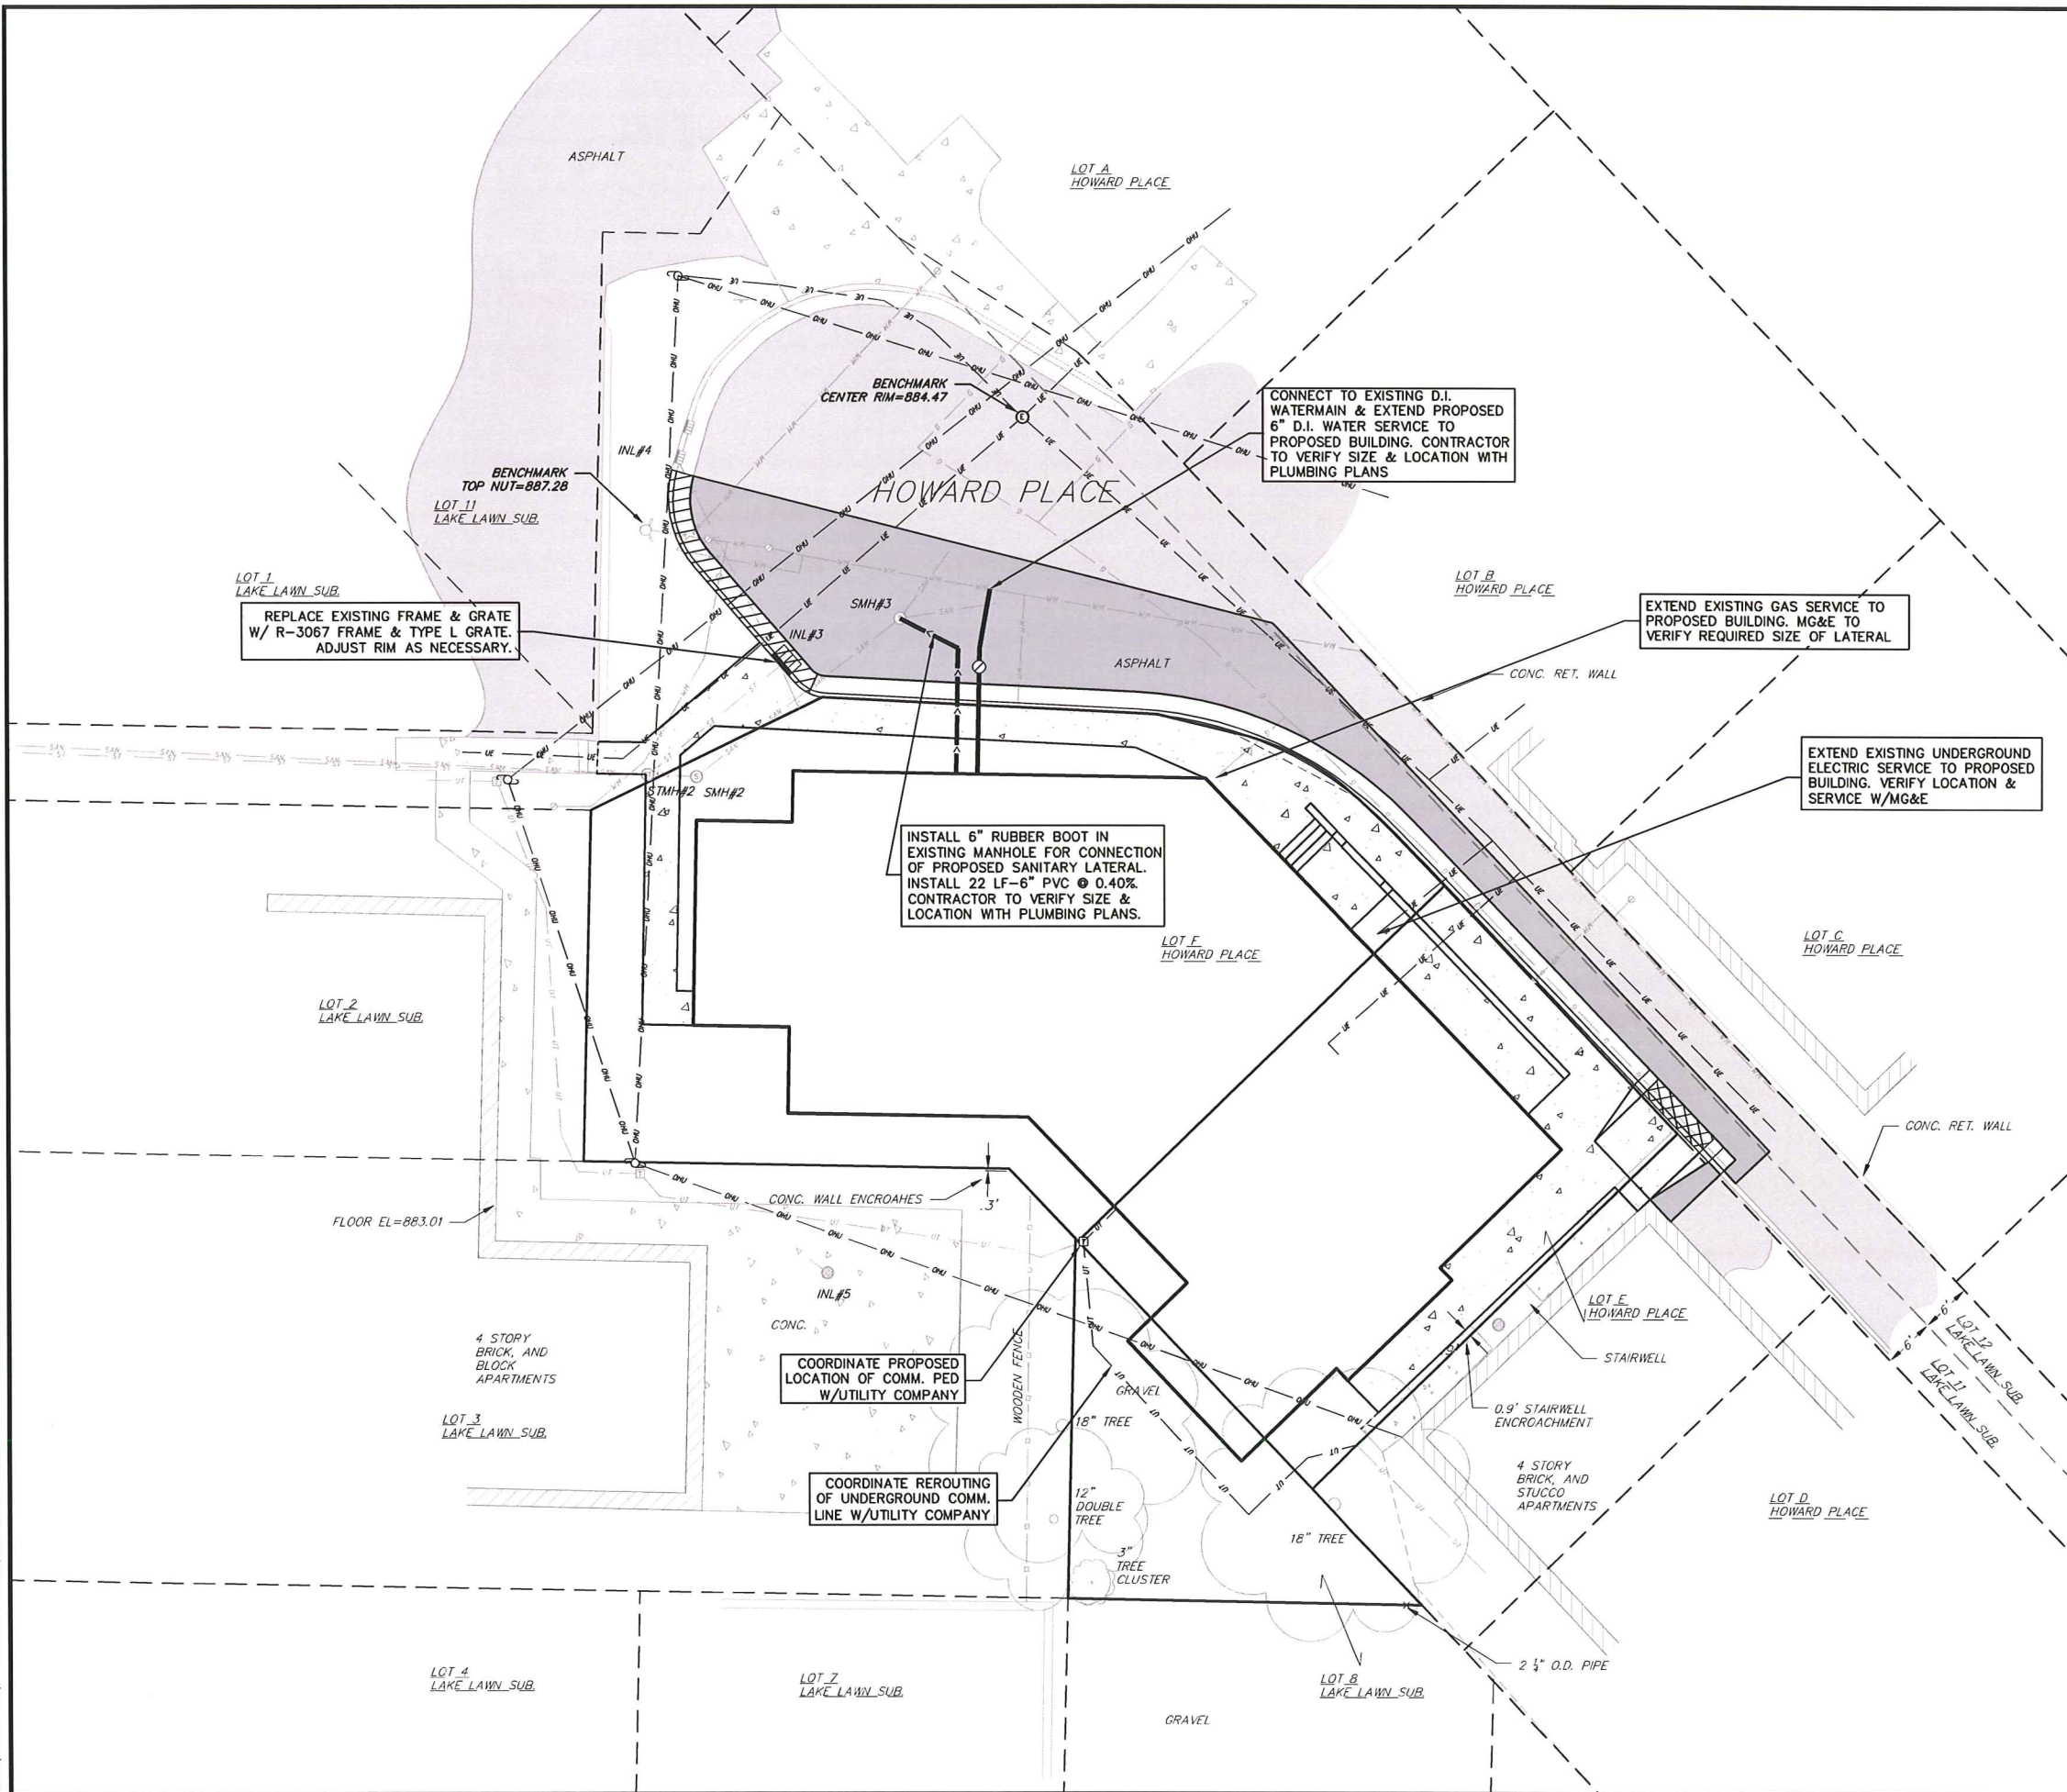 ASPHALT
LOT A
HOWARD PLACE
BENCHMARK
CENTER RIM=884.47
CONNECT TO EXISTING D.I.
WATERMAIN & EXTEND PROPOSED
6" D.I. WATER SERVICE TO
PROPOSED BUILDING. CONTRACTOR
TO VERIFY SIZE & LOCATION WITH
PLUMBING PLANS
INL#4
BENCHMARK
TOP NUT=887.28
LOT 11
LAKE LAWN SUB.
HOWARD PLACE
LOT 1
LAKE LAWN SUB.
REPLACE EXISTING FRAME & GRATE
W/ R-3067 FRAME & TYPE L GRATE.
ADJUST RIM AS NECESSARY.
SMH#3
INL#3
ASPHALT
LOT B
HOWARD PLACE
EXTEND EXISTING GAS SERVICE TO
PROPOSED BUILDING. MG&E TO
VERIFY REQUIRED SIZE OF LATERAL
CONC. RET. WALL
EXTEND EXISTING UNDERGROUND
ELECTRIC SERVICE TO PROPOSED
BUILDING. VERIFY LOCATION &
SERVICE W/MG&E
STMH#2 SMH#2
INSTALL 6" RUBBER BOOT IN
EXISTING MANHOLE FOR CONNECTION
OF PROPOSED SANITARY LATERAL.
INSTALL 22 LF-6" PVC @ 0.40%.
CONTRACTOR TO VERIFY SIZE &
LOCATION WITH PLUMBING PLANS.
LOT F
HOWARD PLACE
LOT C
HOWARD PLACE
LOT 2
LAKE LAWN SUB.
CONC. RET. WALL
CONC. WALL ENCROAHES
.3'
FLOOR EL=883.01
INL#5
CONC.
4 STORY
BRICK, AND
BLOCK
APARTMENTS
LOT 3
LAKE LAWN SUB.
COORDINATE PROPOSED
LOCATION OF COMM. PED
W/UTILITY COMPANY
WOODEN FENCE
GRAVEL
18" TREE
LOT E
HOWARD PLACE
STAIRWELL
0.9' STAIRWELL
ENCROACHMENT
6'
6'
LOT 12
LAKE LAWN SUB.
LOT 11
LAKE LAWN SUB.
COORDINATE REROUTING
OF UNDERGROUND COMM.
LINE W/UTILITY COMPANY
12"
DOUBLE
TREE
3"
TREE
CLUSTER
18" TREE
4 STORY
BRICK, AND
STUCCO
APARTMENTS
LOT D
HOWARD PLACE
2 1/4" O.D. PIPE
LOT 4
LAKE LAWN SUB.
LOT 7
LAKE LAWN SUB.
LOT 8
LAKE LAWN SUB.
GRAVEL